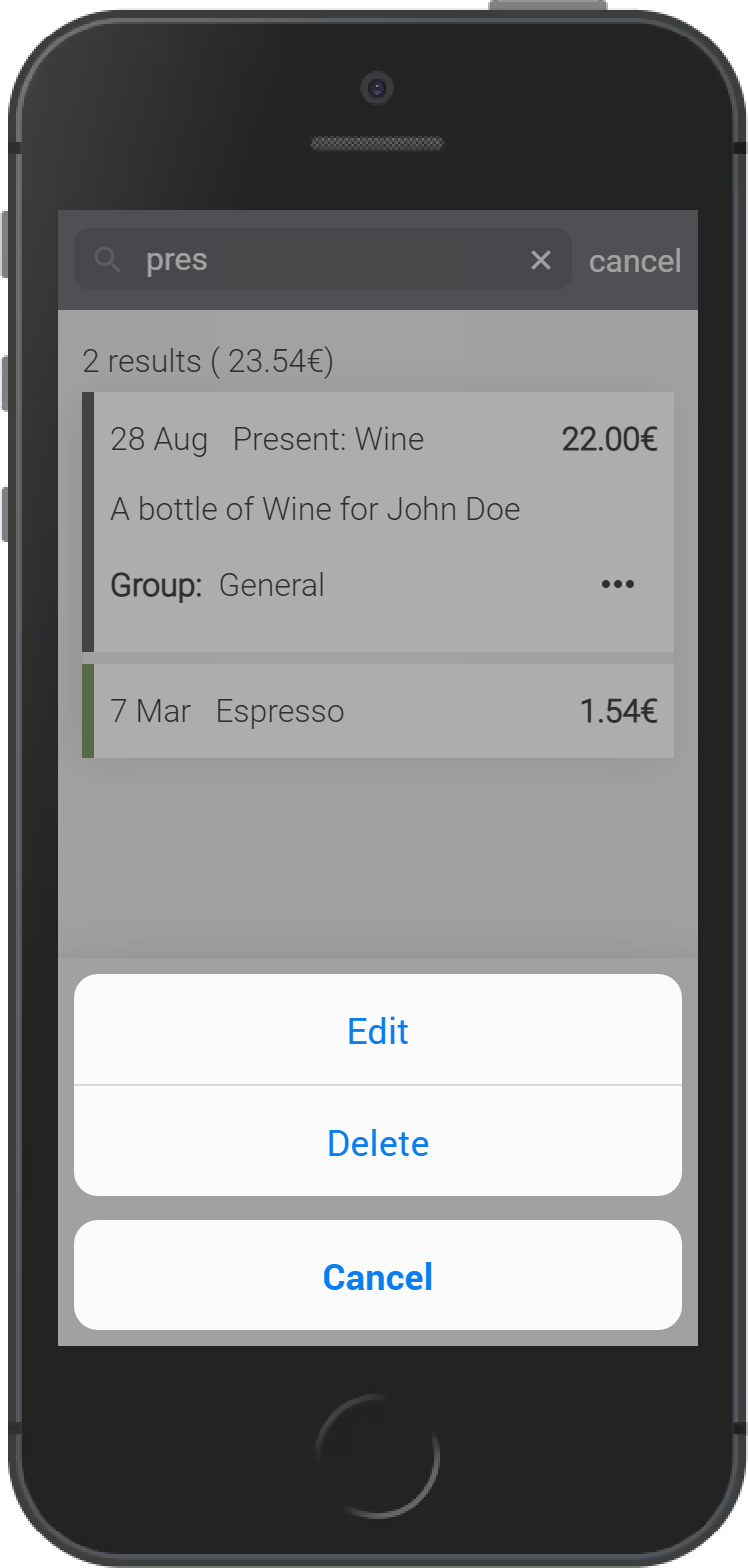 pres cancel
2 results ( 23.54€)
28 Aug Present: Wine 22.00€
A bottle of Wine for John Doe
Group: General
7 Mar Espresso 1.54€
Edit
Delete
Cancel